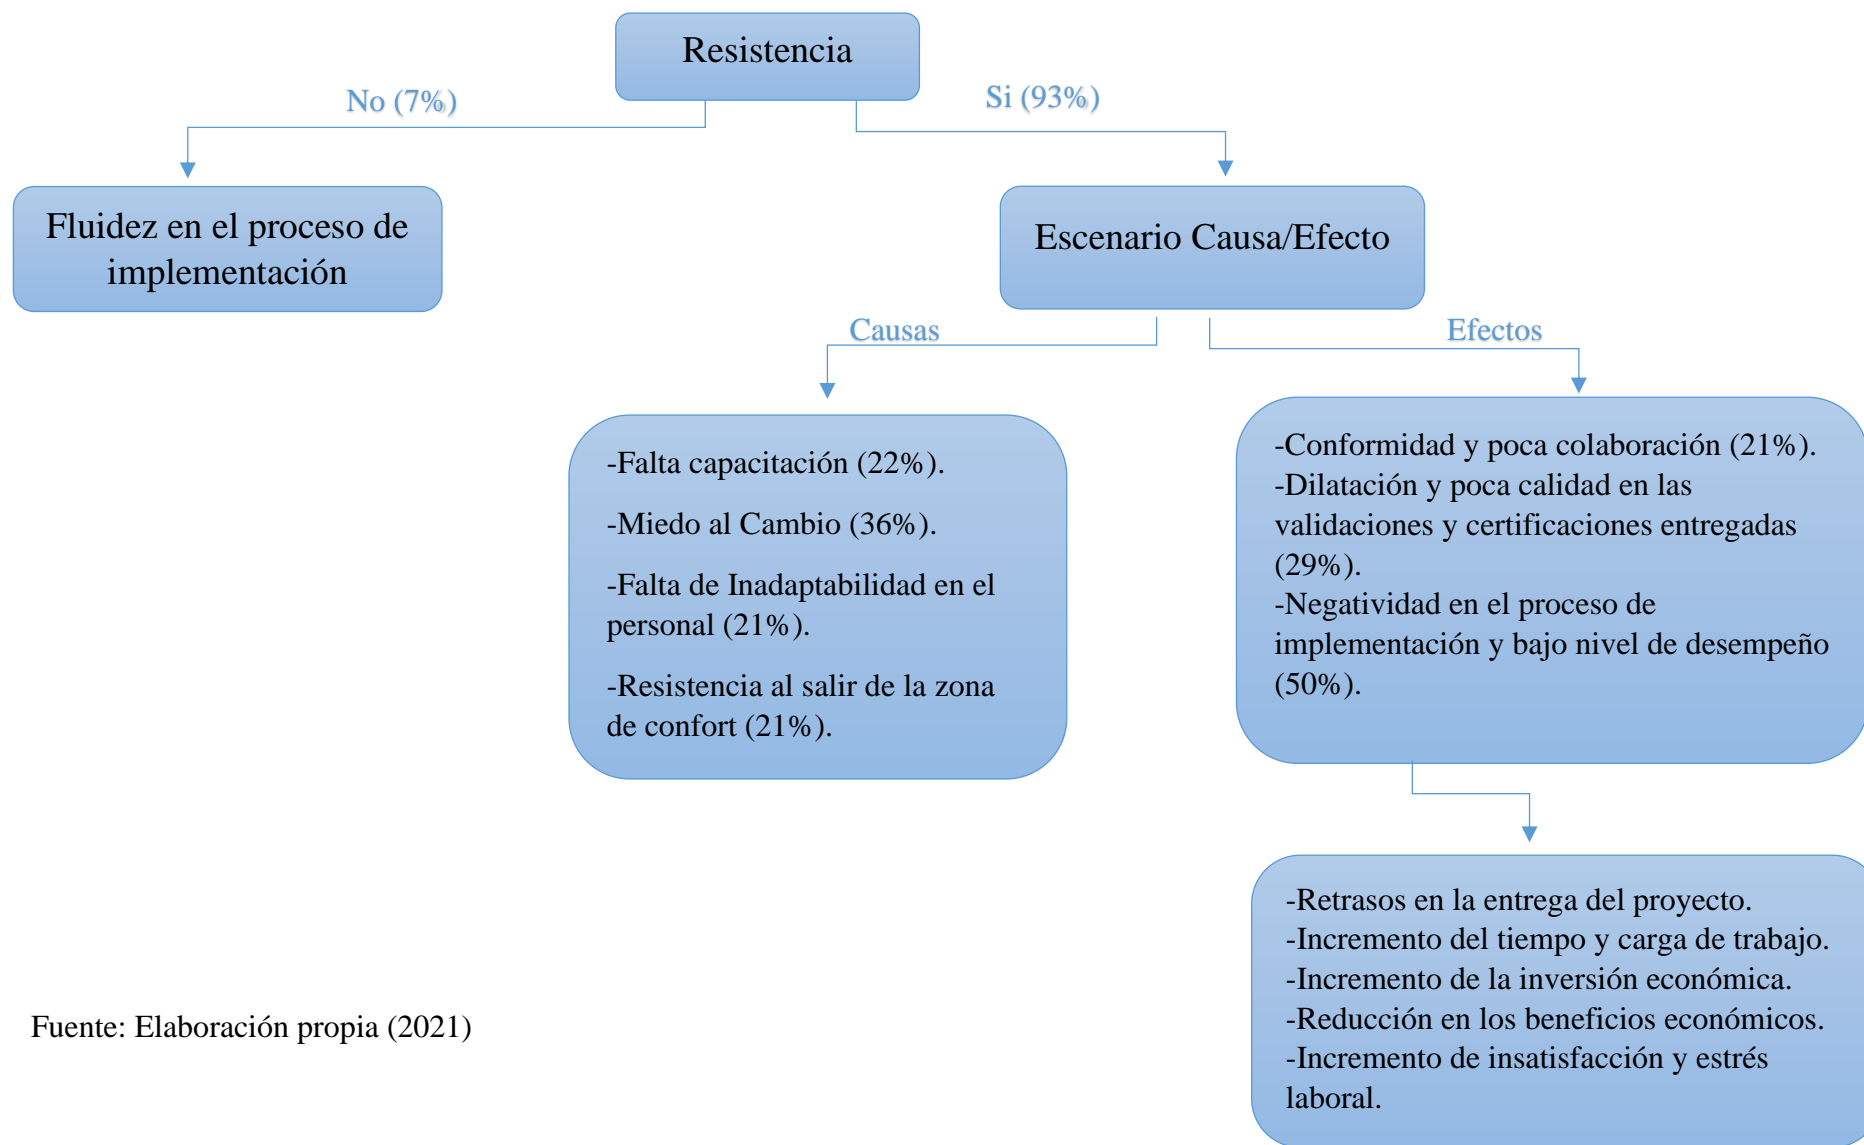 Resistencia
No (7%)
Si (93%)
Fluidez en el proceso de
implementación
Escenario Causa/Efecto
Causas
Efectos
-Falta capacitación (22%).
-Miedo al Cambio (36%).
-Falta de Inadaptabilidad en el
personal (21%).
-Resistencia al salir de la zona
de confort (21%).
-Conformidad y poca colaboración (21%).
-Dilatación y poca calidad en las
validaciones y certificaciones entregadas
(29%).
-Negatividad en el proceso de
implementación y bajo nivel de desempeño
(50%).
-Retrasos en la entrega del proyecto.
-Incremento del tiempo y carga de trabajo.
-Incremento de la inversión económica.
-Reducción en los beneficios económicos.
-Incremento de insatisfacción y estrés
laboral.
Fuente: Elaboración propia (2021)